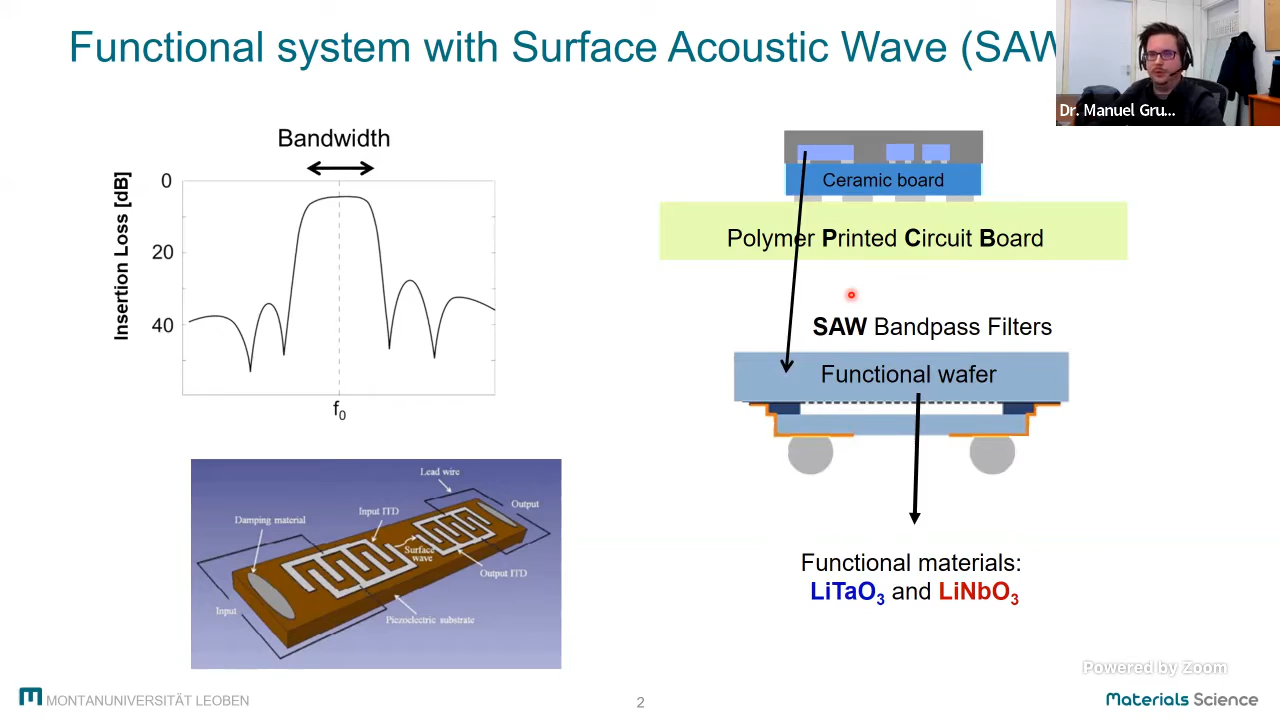 Functional system with Surface Acoustic Wave (SAW
Dr. Manuel Gru...
Bandwidth
Insertion Loss [dB]
0
20
40
f0
Ceramic board
Polymer Printed Circuit Board
SAW Bandpass Filters
Functional wafer
Functional materials:
LiTaO3 and LiNbO3
Lead wire
Output
Input ITD
Damping material
Surface
wave
Output ITD
Input
Piezoelectric substrate
Powered by Zoom
MONTANUNIVERSITÄT LEOBEN
2
Materials Science